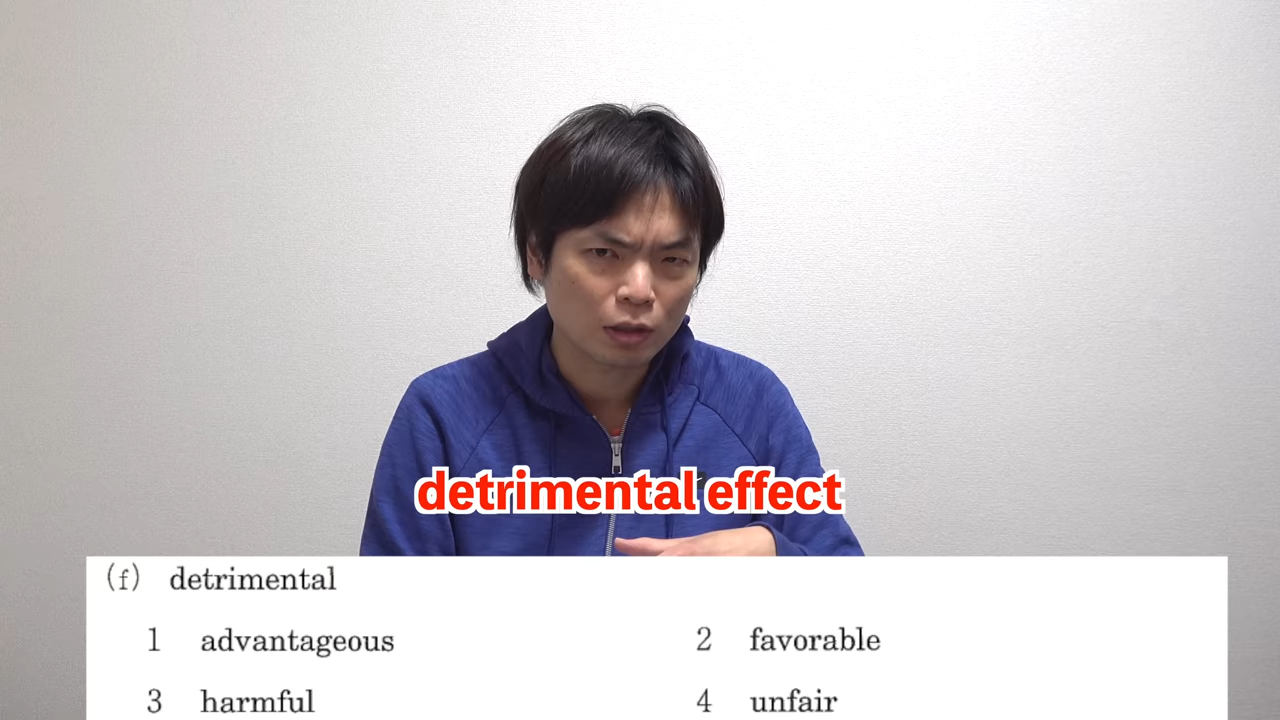 detrimental effect
(f) detrimental
1 advantageous 2 favorable
3 harmful 4 unfair